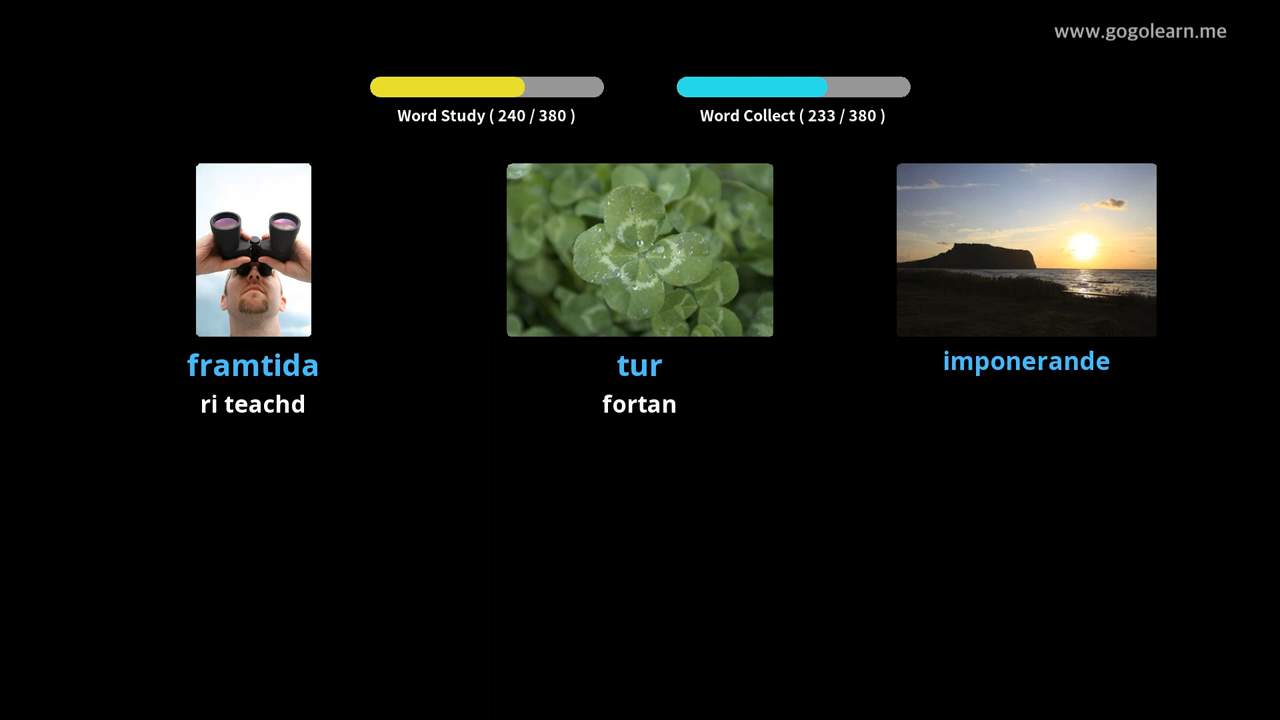 www.gogolearn.me
Word Study ( 240 / 380 )
Word Collect ( 233 / 380 )
framtida
tur
imponerande
ri teachd
fortan